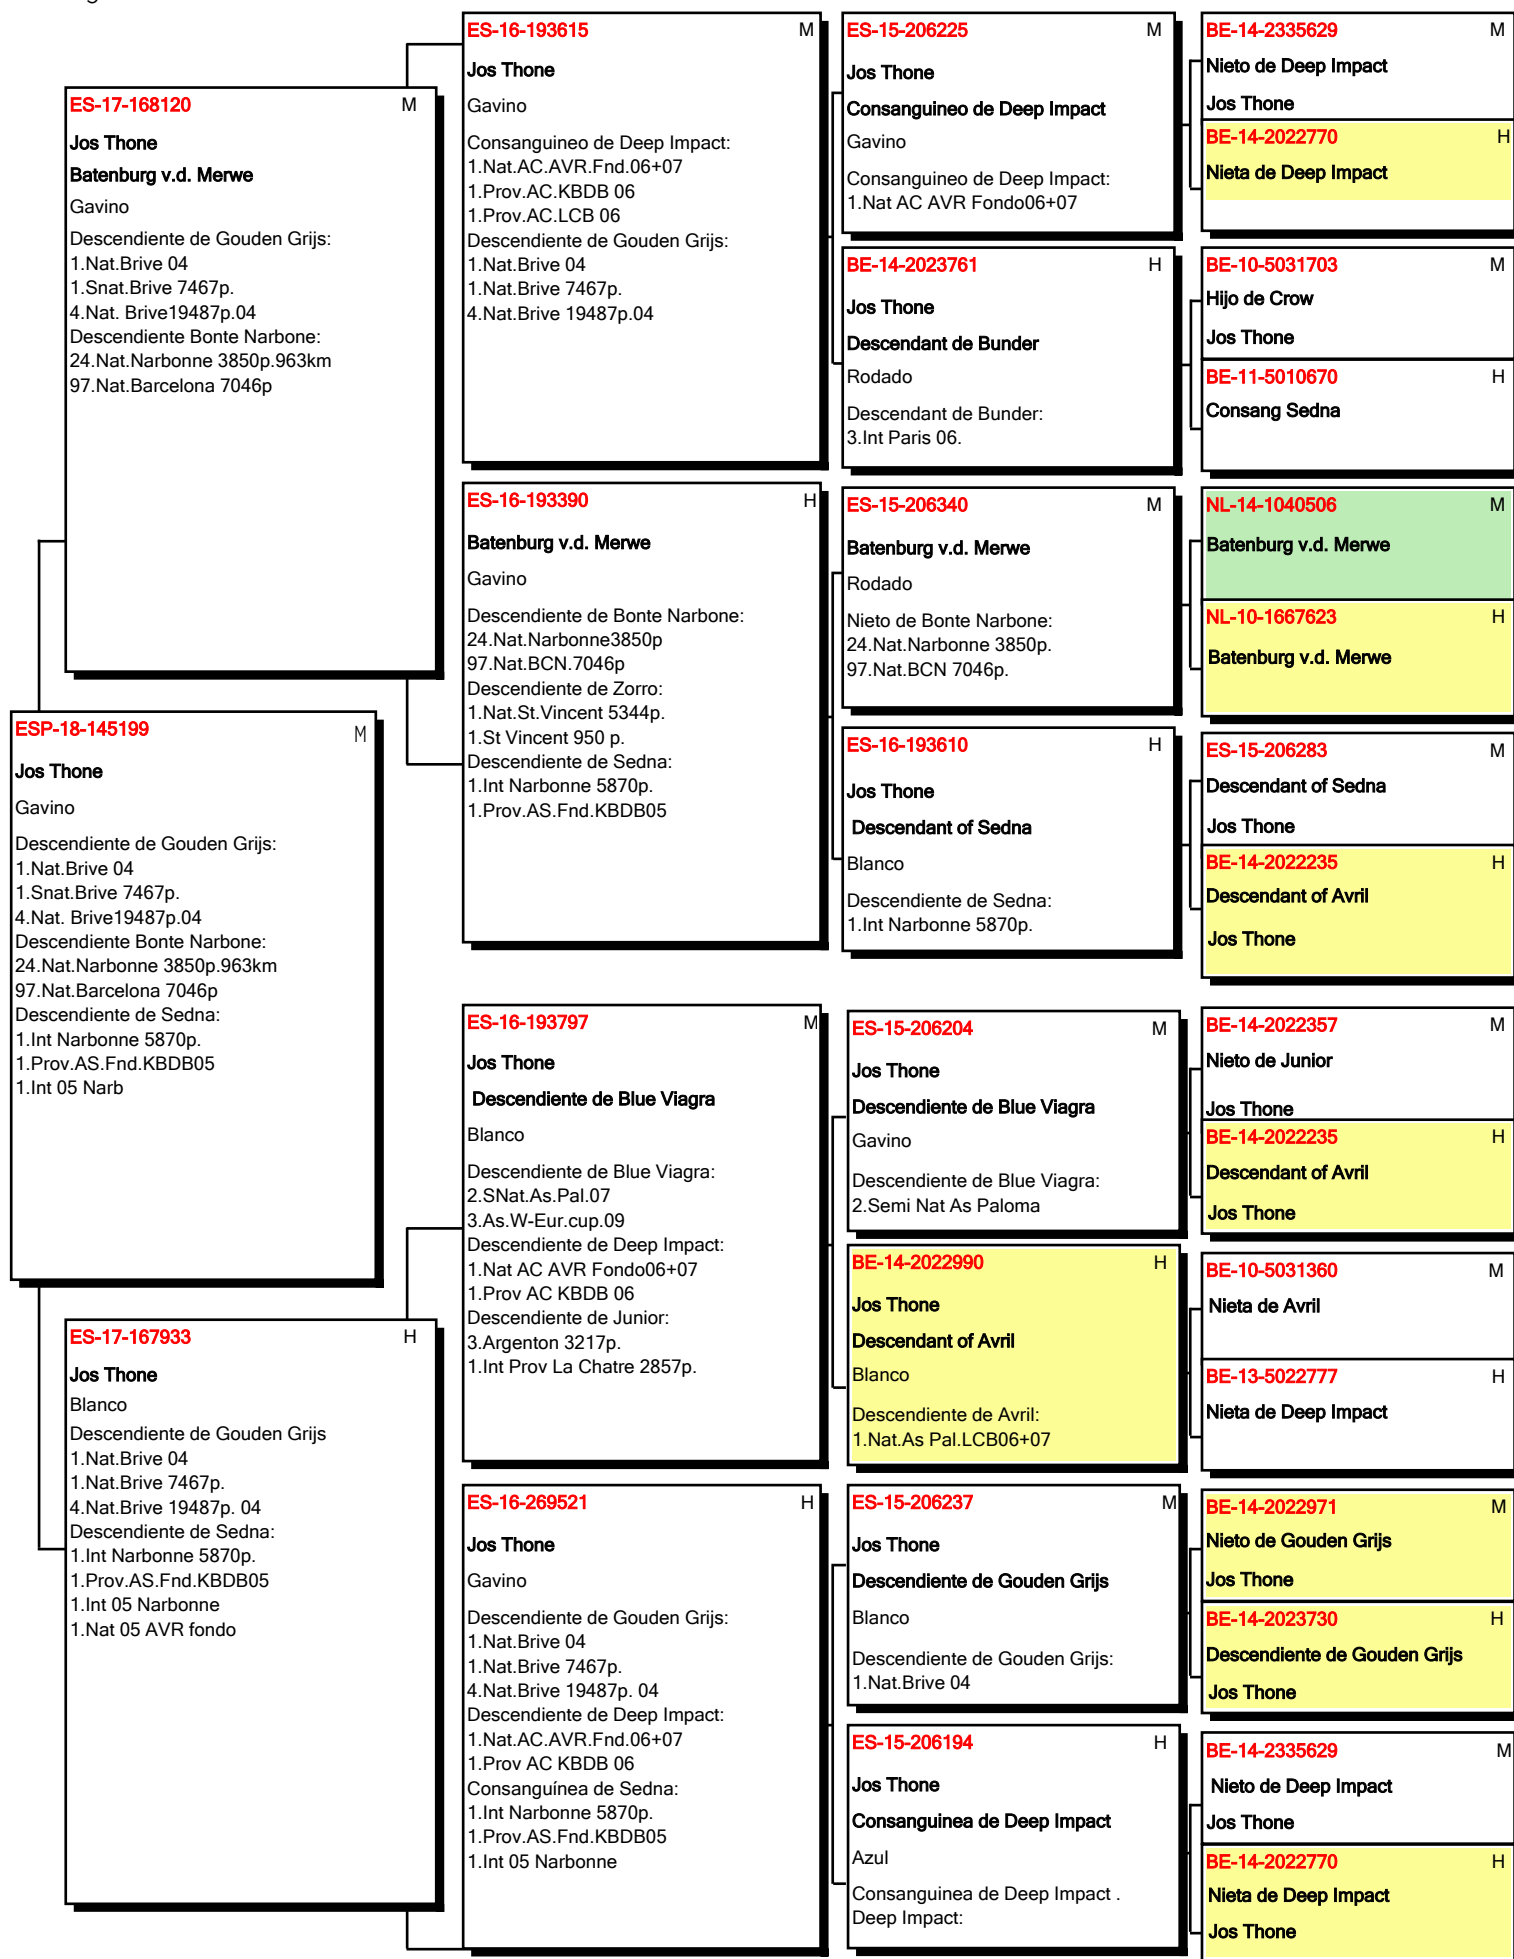 ESP-18-145199 M
Jos Thone
Gavino
Descendiente de Gouden Grijs:
1.Nat.Brive 04
1.Snat.Brive 7467p.
4.Nat. Brive19487p.04
Descendiente Bonte Narbone:
24.Nat.Narbonne 3850p.963km
97.Nat.Barcelona 7046p
Descendiente de Sedna:
1.Int Narbonne 5870p.
1.Prov.AS.Fnd.KBDB05
1.Int 05 Narb
ES-17-168120 M
Jos Thone
Batenburg v.d. Merwe
Gavino
Descendiente de Gouden Grijs:
1.Nat.Brive 04
1.Snat.Brive 7467p.
4.Nat. Brive19487p.04
Descendiente Bonte Narbone:
24.Nat.Narbonne 3850p.963km
97.Nat.Barcelona 7046p
ES-17-167933 H
Jos Thone
Blanco
Descendiente de Gouden Grijs
1.Nat.Brive 04
1.Nat.Brive 7467p.
4.Nat.Brive 19487p. 04
Descendiente de Sedna:
1.Int Narbonne 5870p.
1.Prov.AS.Fnd.KBDB05
1.Int 05 Narbonne
1.Nat 05 AVR fondo
ES-16-193615 M
Jos Thone
Gavino
Consanguineo de Deep Impact:
1.Nat.AC.AVR.Fnd.06+07
1.Prov.AC.KBDB 06
1.Prov.AC.LCB 06
Descendiente de Gouden Grijs:
1.Nat.Brive 04
1.Nat.Brive 7467p.
4.Nat.Brive 19487p.04
ES-16-193390 H
Batenburg v.d. Merwe
Gavino
Descendiente de Bonte Narbone:
24.Nat.Narbonne3850p
97.Nat.BCN.7046p
Descendiente de Zorro:
1.Nat.St.Vincent 5344p.
1.St Vincent 950 p.
Descendiente de Sedna:
1.Int Narbonne 5870p.
1.Prov.AS.Fnd.KBDB05
ES-16-193797 M
Jos Thone
Descendiente de Blue Viagra
Blanco
Descendiente de Blue Viagra:
2.SNat.As.Pal.07
3.As.W-Eur.cup.09
Descendiente de Deep Impact:
1.Nat AC AVR Fondo06+07
1.Prov AC KBDB 06
Descendiente de Junior:
3.Argenton 3217p.
1.Int Prov La Chatre 2857p.
ES-16-269521 H
Jos Thone
Gavino
Descendiente de Gouden Grijs:
1.Nat.Brive 04
1.Nat.Brive 7467p.
4.Nat.Brive 19487p. 04
Descendiente de Deep Impact:
1.Nat.AC.AVR.Fnd.06+07
1.Prov AC KBDB 06
Consanguínea de Sedna:
1.Int Narbonne 5870p.
1.Prov.AS.Fnd.KBDB05
1.Int 05 Narbonne
ES-15-206225 M
Jos Thone
Consanguineo de Deep Impact
Gavino
Consanguineo de Deep Impact:
1.Nat AC AVR Fondo06+07
BE-14-2023761 H
Jos Thone
Descendant de Bunder
Rodado
Descendant de Bunder:
3.Int Paris 06.
ES-15-206340 M
Batenburg v.d. Merwe
Rodado
Nieto de Bonte Narbone:
24.Nat.Narbonne 3850p.
97.Nat.BCN 7046p.
ES-16-193610 H
Jos Thone
Descendant of Sedna
Blanco
Descendiente de Sedna:
1.Int Narbonne 5870p.
ES-15-206204 M
Jos Thone
Descendiente de Blue Viagra
Gavino
Descendiente de Blue Viagra:
2.Semi Nat As Paloma
BE-14-2022990 H
Jos Thone
Descendant of Avril
Blanco
Descendiente de Avril:
1.Nat.As Pal.LCB06+07
ES-15-206237 M
Jos Thone
Descendiente de Gouden Grijs
Blanco
Descendiente de Gouden Grijs:
1.Nat.Brive 04
ES-15-206194 H
Jos Thone
Consanguinea de Deep Impact
Azul
Consanguinea de Deep Impact .
Deep Impact:
BE-14-2335629 M
Nieto de Deep Impact
Jos Thone
BE-14-2022770 H
Nieta de Deep Impact
BE-10-5031703 M
Hijo de Crow
Jos Thone
BE-11-5010670 H
Consang Sedna
NL-14-1040506 M
Batenburg v.d. Merwe
NL-10-1667623 H
Batenburg v.d. Merwe
ES-15-206283 M
Descendant of Sedna
Jos Thone
BE-14-2022235 H
Descendant of Avril
Jos Thone
BE-14-2022357 M
Nieto de Junior
Jos Thone
BE-14-2022235 H
Descendant of Avril
Jos Thone
BE-10-5031360 M
Nieta de Avril
BE-13-5022777 H
Nieta de Deep Impact
BE-14-2022971 M
Nieto de Gouden Grijs
Jos Thone
BE-14-2023730 H
Descendiente de Gouden Grijs
Jos Thone
BE-14-2335629 M
Nieto de Deep Impact
Jos Thone
BE-14-2022770 H
Nieta de Deep Impact
Jos Thone